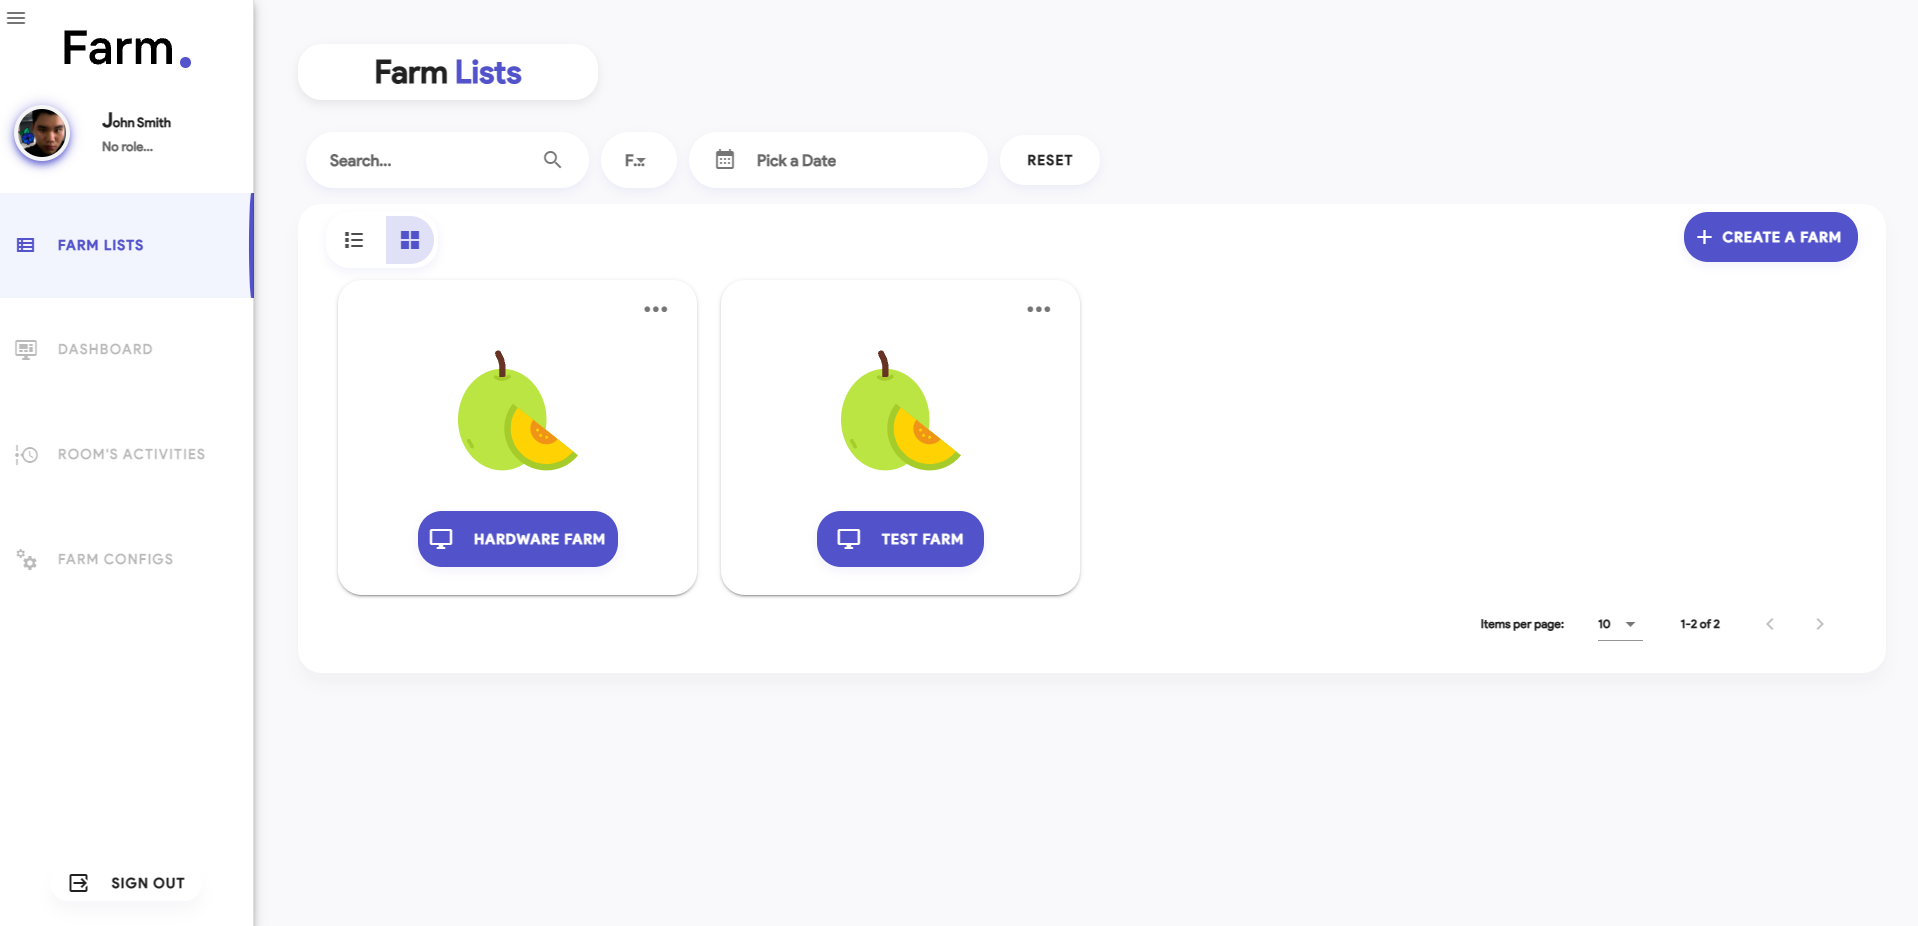 Farm.
John Smith
No role...
FARM LISTS
DASHBOARD
ROOM'S ACTIVITIES
FARM CONFIGS
SIGN OUT
Farm Lists
Search...
F...
Pick a Date
RESET
CREATE A FARM
HARDWARE FARM
TEST FARM
Items per page:
10
1-2 of 2